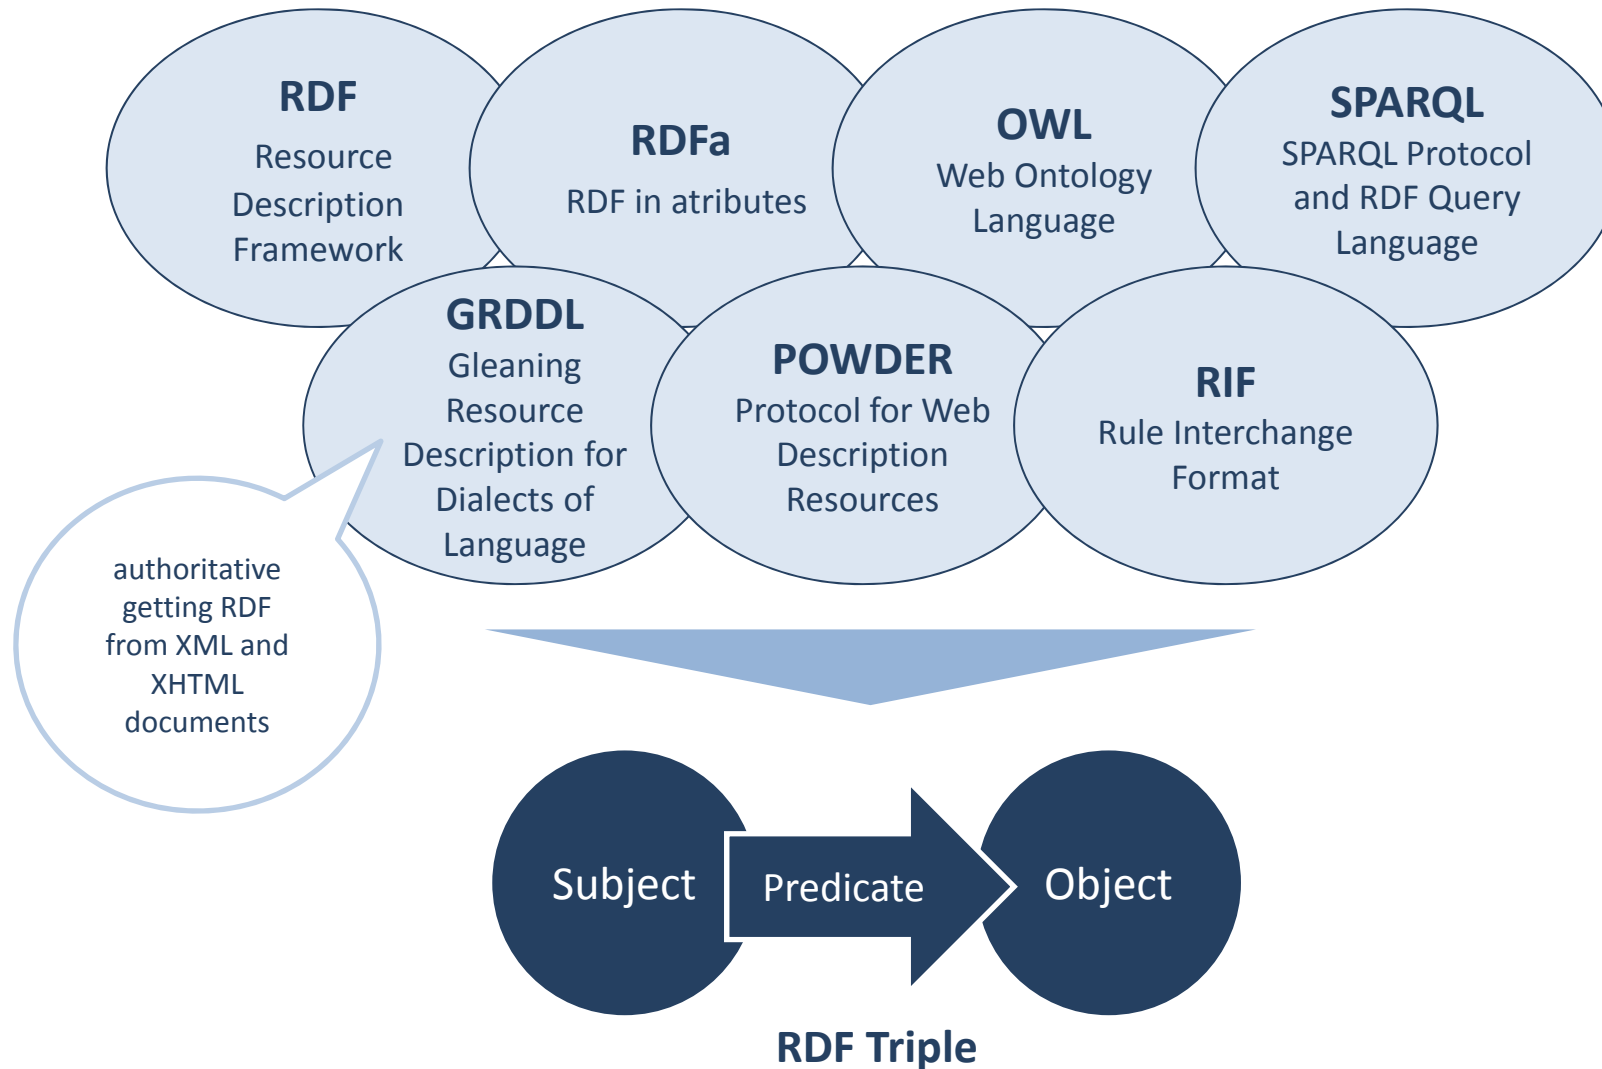 RDF
Resource
Description
Framework
RDFa
RDF in atributes
OWL
Web Ontology
Language
SPARQL
SPARQL Protocol
and RDF Query
Language
GRDDL
Gleaning
Resource
Description for
Dialects of
Language
POWDER
Protocol for Web
Description
Resources
RIF
Rule Interchange
Format
authoritative
getting RDF
from XML and
XHTML
documents
Subject
Predicate
Object
RDF Triple